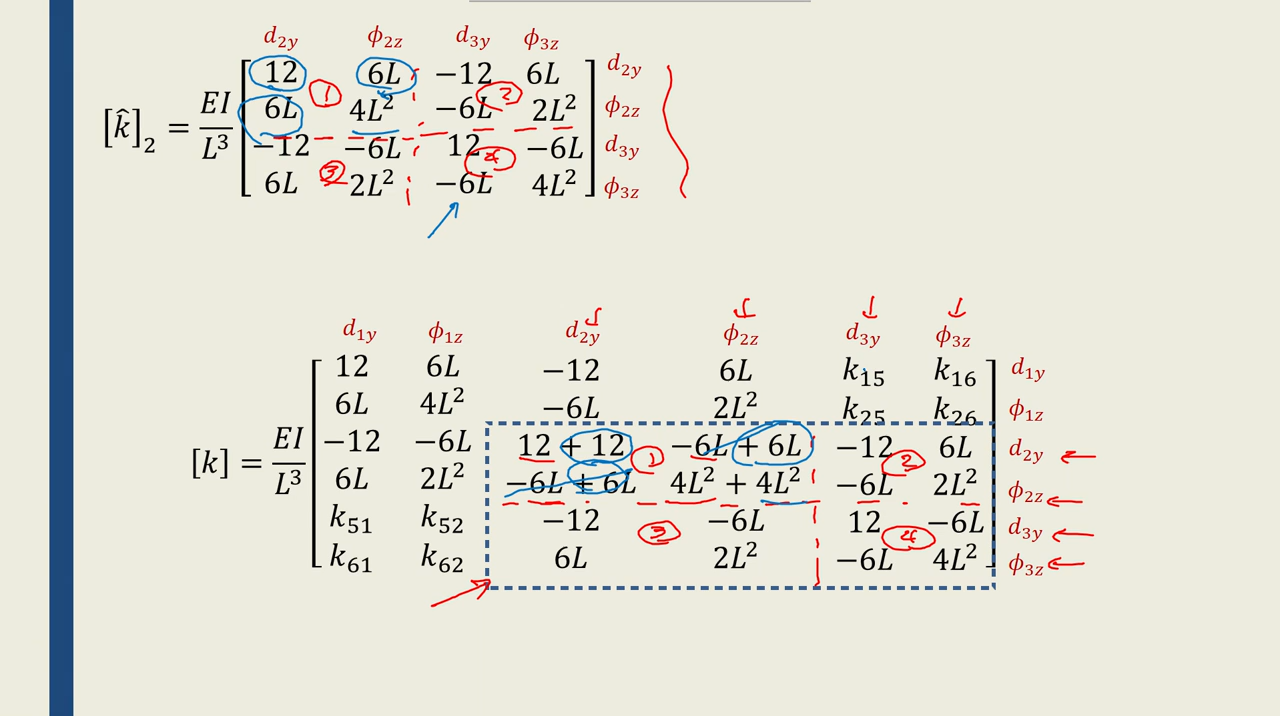 d₂y ϕ₂z d₃y ϕ₃z
[k̂]₂ = EI/L³
12 6L −12 6L d₂y
6L 4L² −6L 2L² ϕ₂z
−12 −6L 12 −6L d₃y
6L 2L² −6L 4L² ϕ₃z
1 2
3 4
d₁y ϕ₁z d₂y ϕ₂z d₃y ϕ₃z
[k] = EI/L³
12 6L −12 6L k₁₅ k₁₆ d₁y
6L 4L² −6L 2L² k₂₅ k₂₆ ϕ₁z
−12 −6L 12 + 12 −6L + 6L −12 6L d₂y
6L 2L² −6L + 6L 4L² + 4L² −6L 2L² ϕ₂z
k₅₁ k₅₂ −12 −6L 12 −6L d₃y
k₆₁ k₆₂ 6L 2L² −6L 4L² ϕ₃z
1 2
3 4